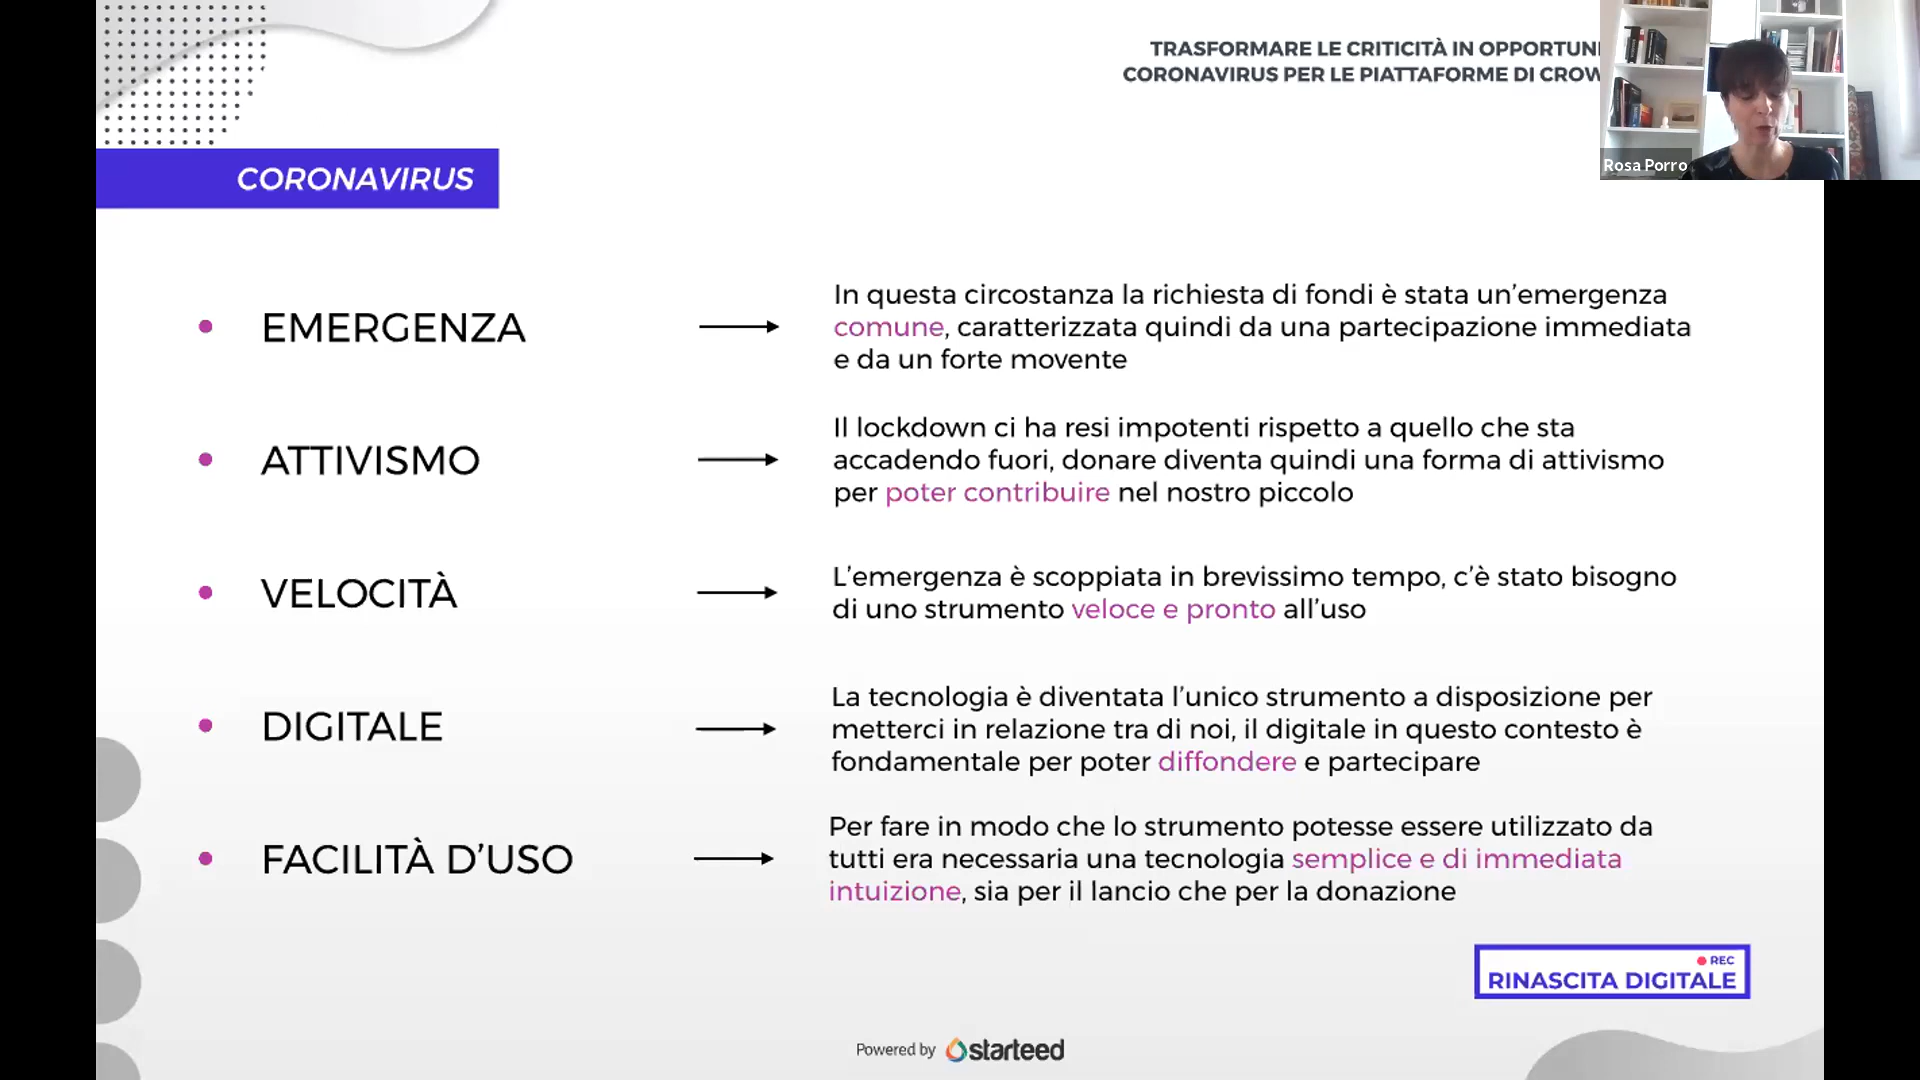 TRASFORMARE LE CRITICITÀ IN OPPORTUN
CORONAVIRUS PER LE PIATTAFORME DI CROW
Rosa Porro
CORONAVIRUS
EMERGENZA
In questa circostanza la richiesta di fondi è stata un’emergenza
comune, caratterizzata quindi da una partecipazione immediata
e da un forte movente
ATTIVISMO
Il lockdown ci ha resi impotenti rispetto a quello che sta
accadendo fuori, donare diventa quindi una forma di attivismo
per poter contribuire nel nostro piccolo
VELOCITÀ
L’emergenza è scoppiata in brevissimo tempo, c’è stato bisogno
di uno strumento veloce e pronto all’uso
DIGITALE
La tecnologia è diventata l’unico strumento a disposizione per
metterci in relazione tra di noi, il digitale in questo contesto è
fondamentale per poter diffondere e partecipare
FACILITÀ D’USO
Per fare in modo che lo strumento potesse essere utilizzato da
tutti era necessaria una tecnologia semplice e di immediata
intuizione, sia per il lancio che per la donazione
REC
RINASCITA DIGITALE
Powered by starteed